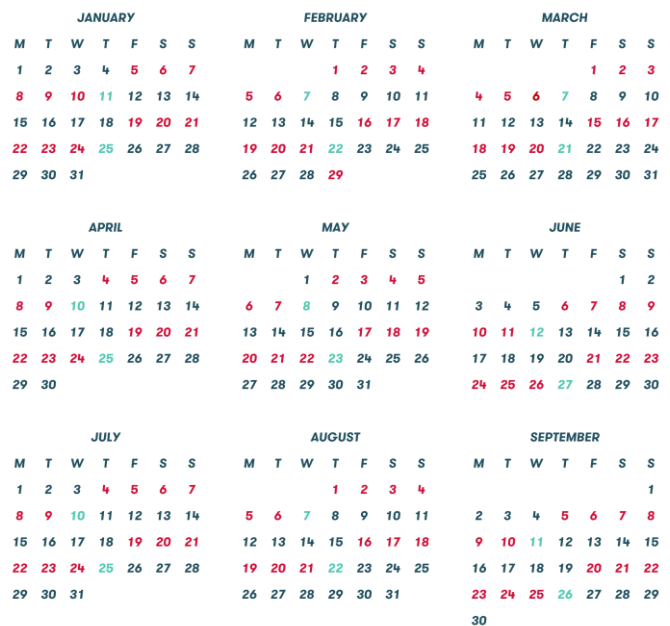 JANUARY FEBRUARY MARCH
M T W T F S S M T W T F S S M T W T F S S
1 2 3 4 5 6 7 1 2 3 4 1 2 3
8 9 10 11 12 13 14 5 6 7 8 9 10 11 4 5 6 7 8 9 10
15 16 17 18 19 20 21 12 13 14 15 16 17 18 11 12 13 14 15 16 17
22 23 24 25 26 27 28 19 20 21 22 23 24 25 18 19 20 21 22 23 24
29 30 31 26 27 28 29 25 26 27 28 29 30 31
APRIL MAY JUNE
M T W T F S S M T W T F S S M T W T F S S
1 2 3 4 5 6 7 1 2 3 4 5 1 2
8 9 10 11 12 13 14 6 7 8 9 10 11 12 3 4 5 6 7 8 9
15 16 17 18 19 20 21 13 14 15 16 17 18 19 10 11 12 13 14 15 16
22 23 24 25 26 27 28 20 21 22 23 24 25 26 17 18 19 20 21 22 23
29 30 27 28 29 30 31 24 25 26 27 28 29 30
JULY AUGUST SEPTEMBER
M T W T F S S M T W T F S S M T W T F S S
1 2 3 4 5 6 7 1 2 3 4 1
8 9 10 11 12 13 14 5 6 7 8 9 10 11 2 3 4 5 6 7 8
15 16 17 18 19 20 21 12 13 14 15 16 17 18 9 10 11 12 13 14 15
22 23 24 25 26 27 28 19 20 21 22 23 24 25 16 17 18 19 20 21 22
29 30 31 26 27 28 29 30 31 23 24 25 26 27 28 29
30